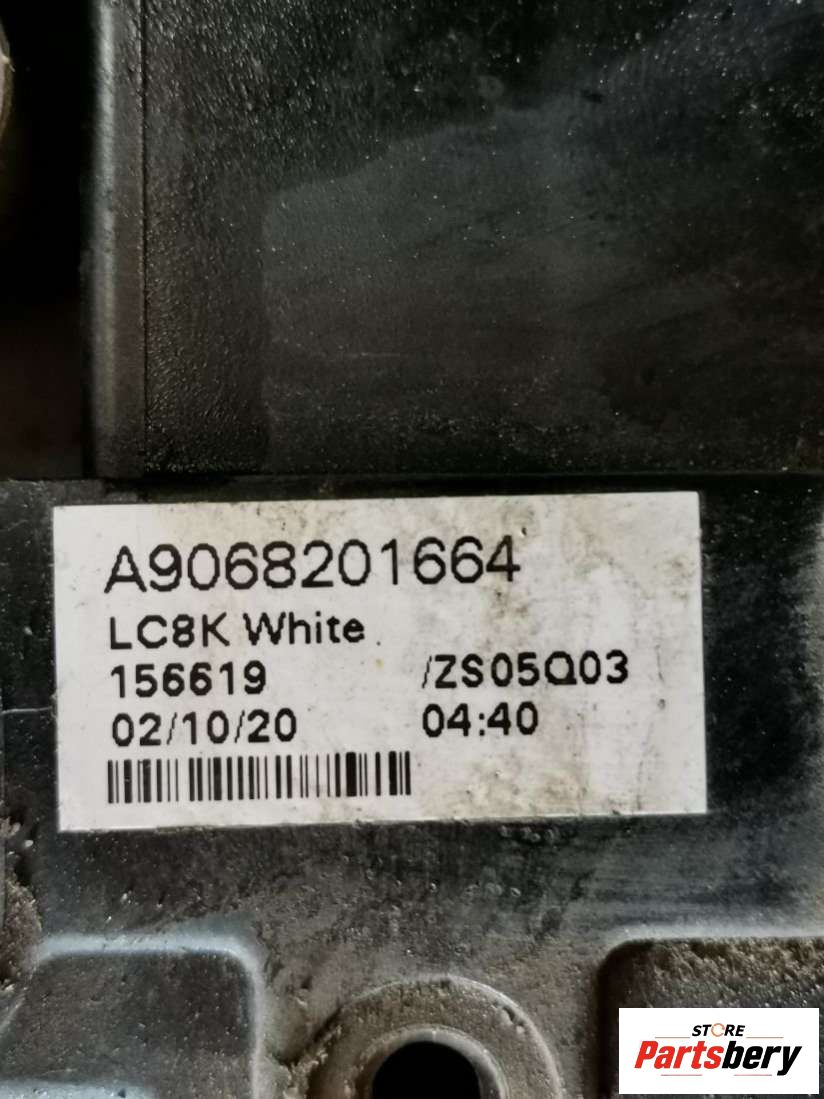 A9068201664
LC8K White
156619 /ZS05Q03
02/10/20 04:40
STORE
Partsbery